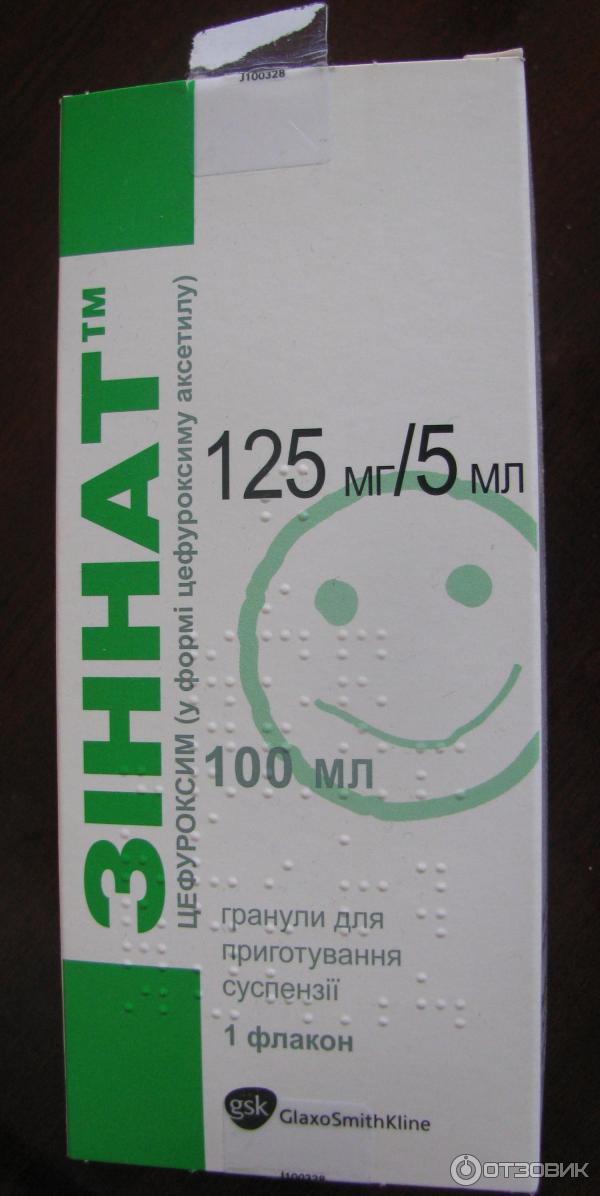 J100328
ЗІННАТ™
ЦЕФУРОКСИМ (у формі цефуроксиму аксетилу)
125 мг/5 мл
100 мл
гранули для
приготування
суспензії
1 флакон
gsk GlaxoSmithKline
J100328
ОТЗОВИК